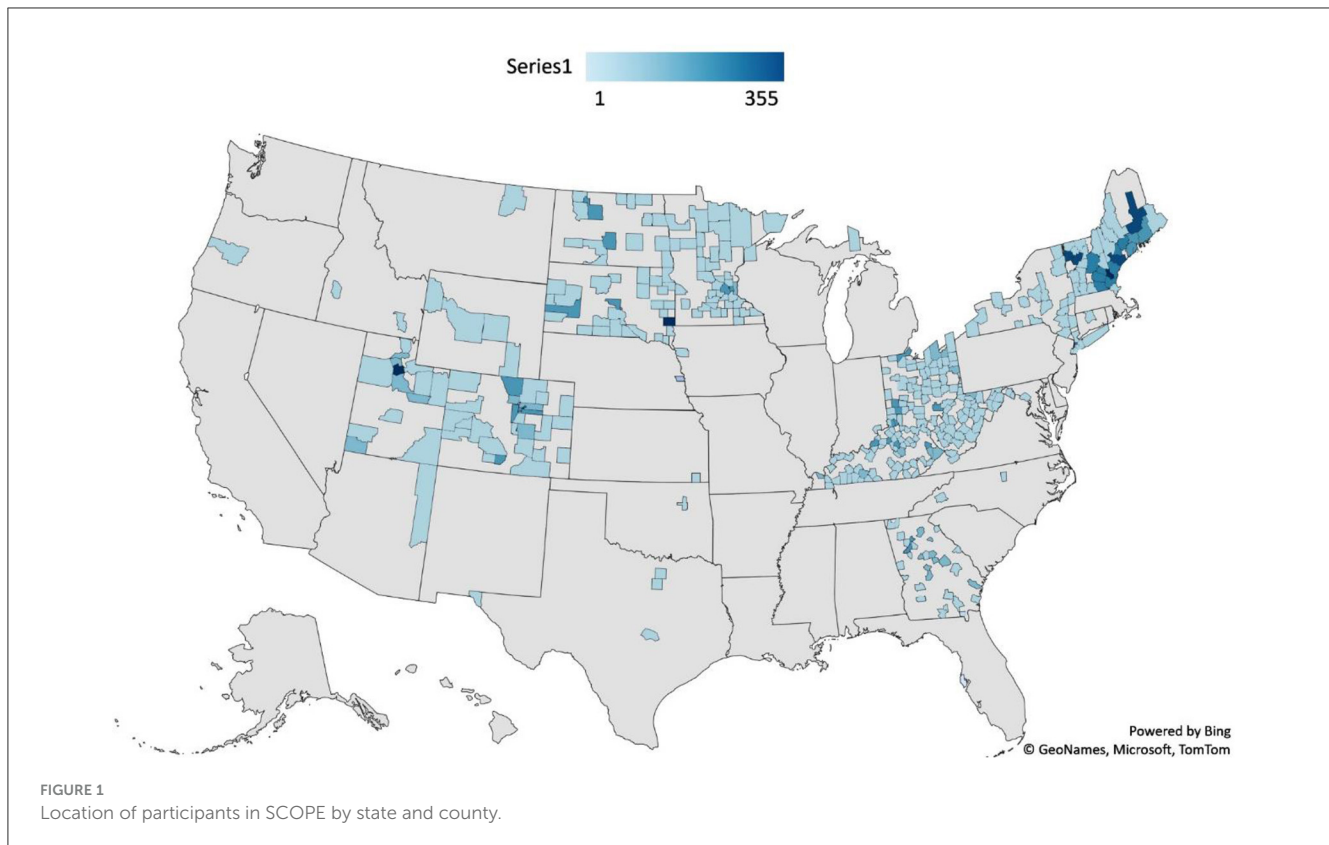 Series1
1 355
Powered by Bing
© GeoNames, Microsoft, TomTom
FIGURE 1
Location of participants in SCOPE by state and county.